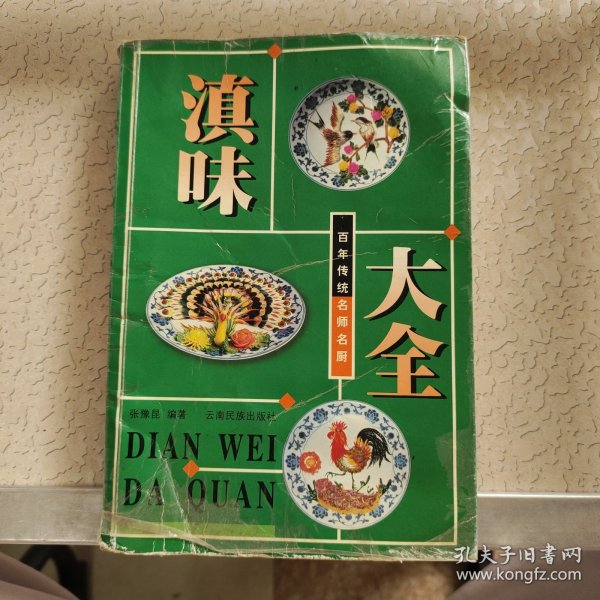 滇味
大全
百年传统名师名厨
张豫昆 编著 云南民族出版社
DIAN WEI
DA QUAN
孔夫子旧书网
www.kongfz.com